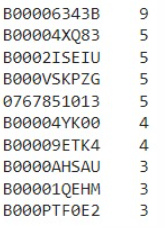 B00006343B 9
B00004XQ83 5
B0002ISEIU 5
B000VSKPZG 5
0767851013 5
B00004YK00 4
B00009ETK4 4
B0000AHSAU 3
B00001QEHM 3
B000PTF0E2 3